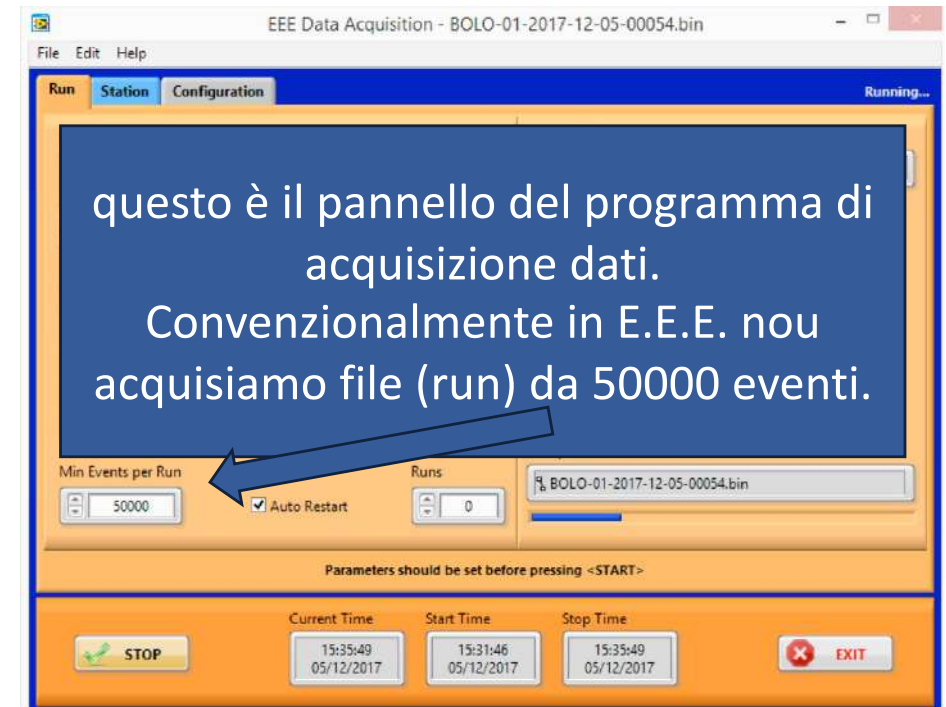 EEE Data Acquisition - BOLO-01-2017-12-05-00054.bin
File Edit Help
Run Station Configuration Running...
questo è il pannello del programma di
acquisizione dati.
Convenzionalmente in E.E.E. nou
acquisiamo file (run) da 50000 eventi.
Min Events per Run
50000
Auto Restart
Runs
0
BOLO-01-2017-12-05-00054.bin
Parameters should be set before pressing <START>
STOP
Current Time
15:35:49
05/12/2017
Start Time
15:31:46
05/12/2017
Stop Time
15:35:49
05/12/2017
EXIT